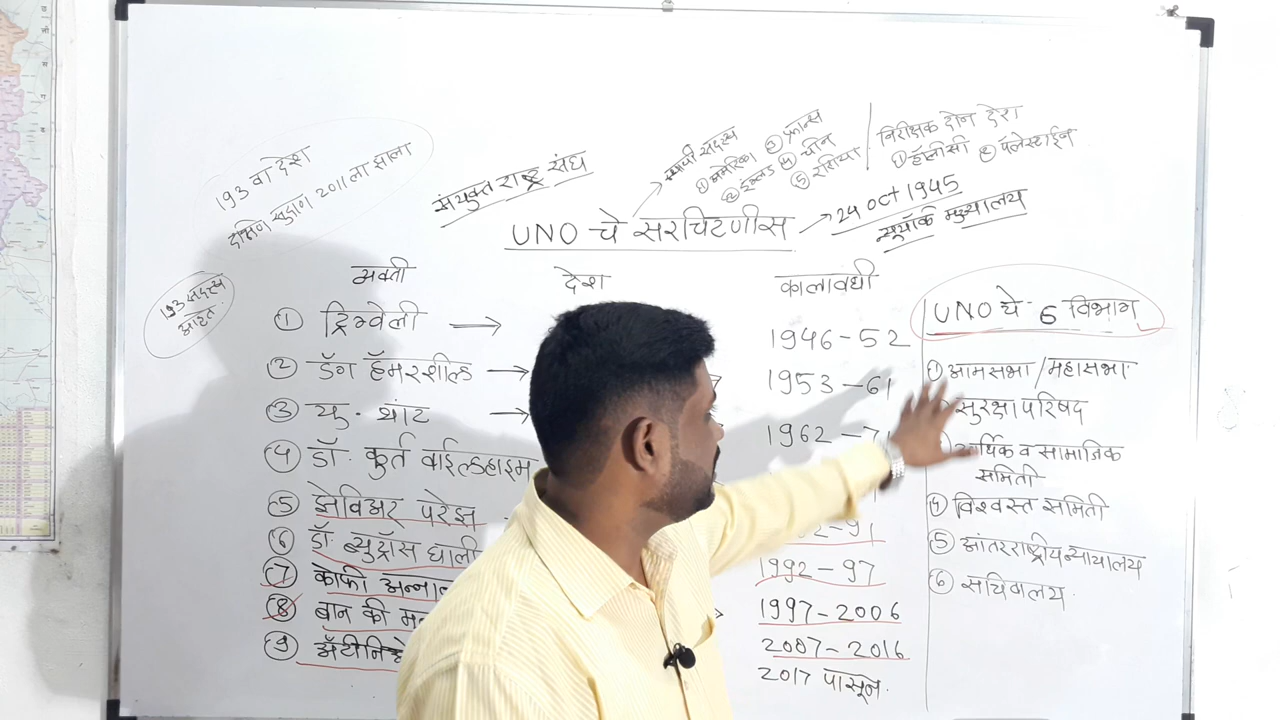 193 वा देश
दक्षिण सुदान 2011 ला झाला
193 सदस्य
आहेत
संयुक्त राष्ट्र संघ
स्थायी सदस्य
① अमेरिका ③ फ्रान्स
② इंग्लंड ④ चीन
⑤ रशिया
निरीक्षक दोन देश
① हॅलीसी ② पॅलेस्टाईन
UNO चे सरचिटणीस
24 OCT 1945
न्यूयॉर्क मुख्यालय
व्यक्ती देश कालावधी
① ट्रिग्वेली 1946-52
② डॅग हॅमरशील्ड 1953-61
③ यु. थांट 1962-71
④ डॉ. कुर्त वाईल्डहाइम
⑤ झेविअर परेझ -91
⑥ डॉ. ब्युट्रॉस घाली 1992-97
⑦ कोफी अन्नान 1997-2006
⑧ बान की 2007-2016
⑨ अँटोनिओ 2017 पासून
UNO चे 6 विभाग
① आमसभा/महासभा
सुरक्षा परिषद
आर्थिक व सामाजिक
समिती
④ विश्वस्त समिती
⑤ आंतरराष्ट्रीय न्यायालय
⑥ सचिवालय